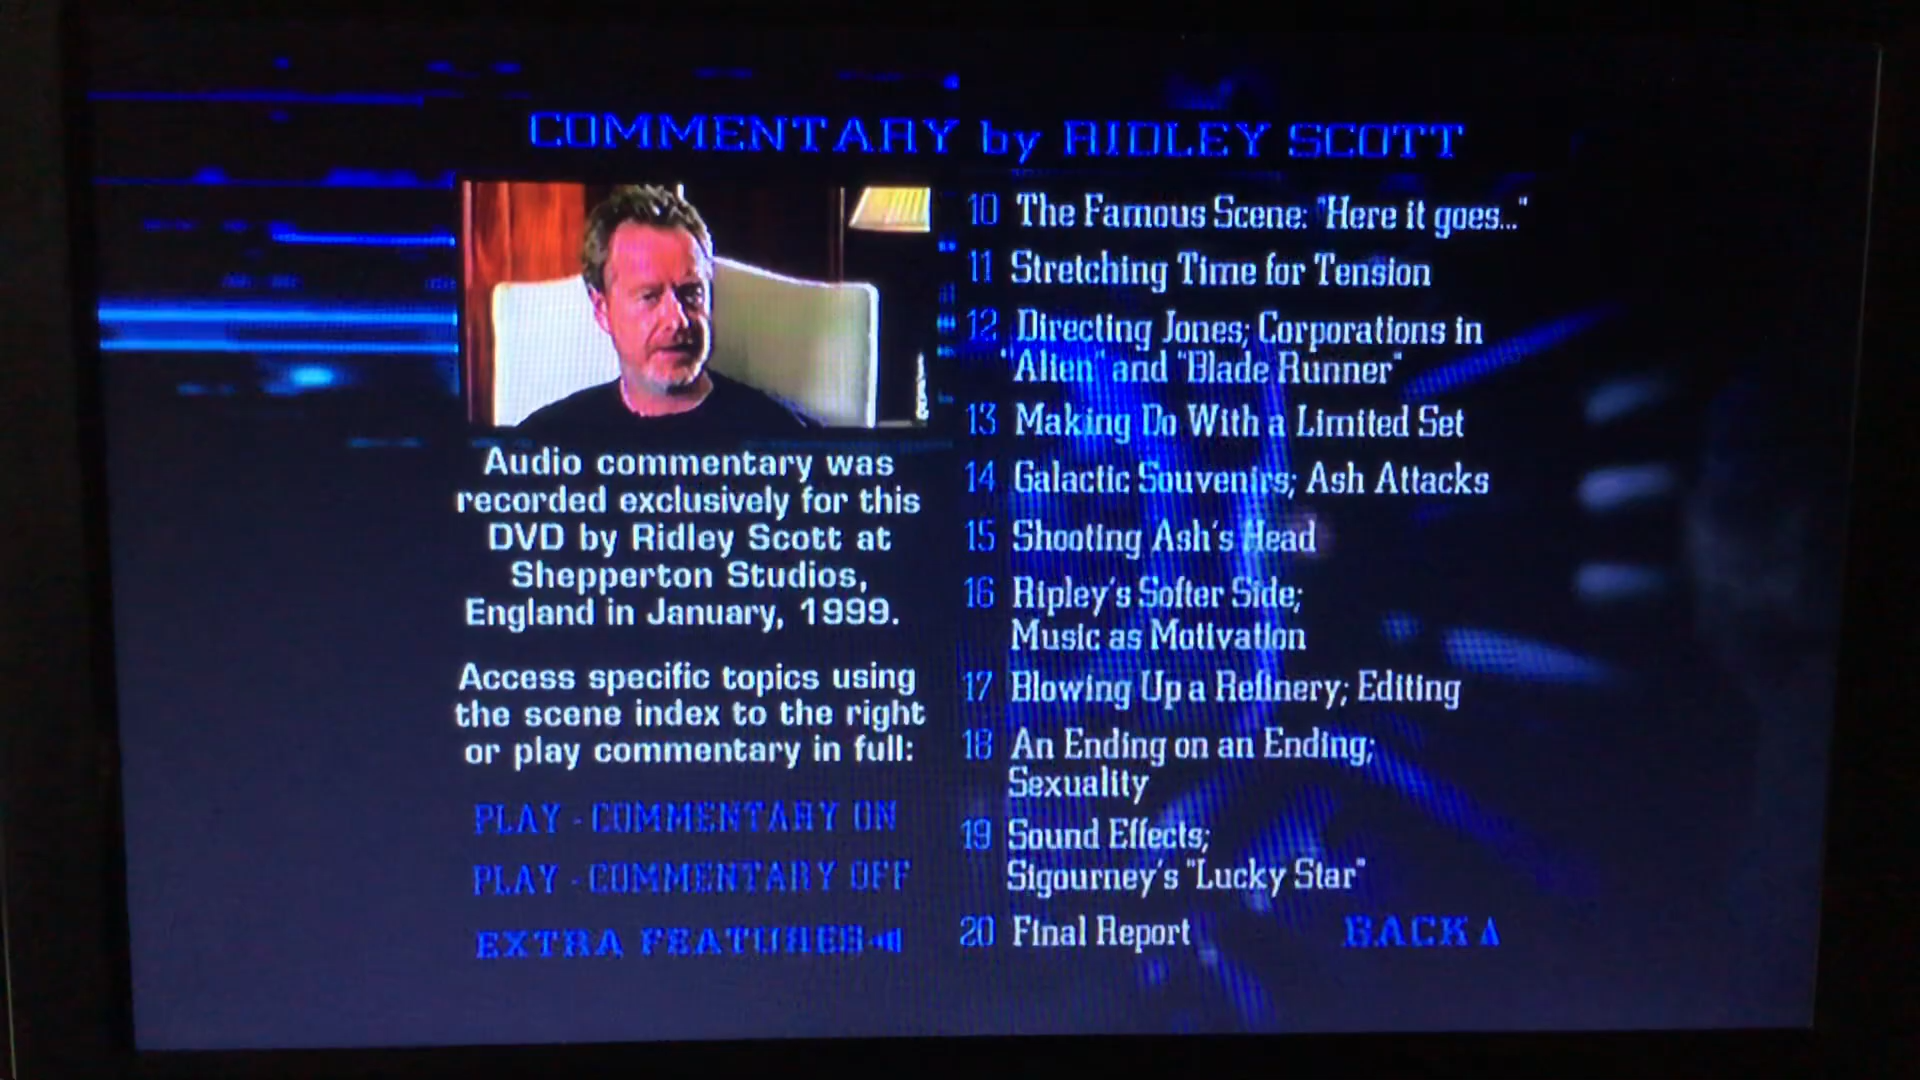 COMMENTARY by RIDLEY SCOTT
Audio commentary was
recorded exclusively for this
DVD by Ridley Scott at
Shepperton Studios,
England in January, 1999.
Access specific topics using
the scene index to the right
or play commentary in full:
PLAY - COMMENTARY ON
PLAY - COMMENTARY OFF
EXTRA FEATURES
10 The Famous Scene: "Here it goes..."
11 Stretching Time for Tension
12 Directing Jones; Corporations in
"Alien" and "Blade Runner"
13 Making Do With a Limited Set
14 Galactic Souvenirs; Ash Attacks
15 Shooting Ash's Head
16 Ripley's Softer Side;
Music as Motivation
17 Blowing Up a Refinery; Editing
18 An Ending on an Ending;
Sexuality
19 Sound Effects;
Sigourney's "Lucky Star"
20 Final Report
BACK